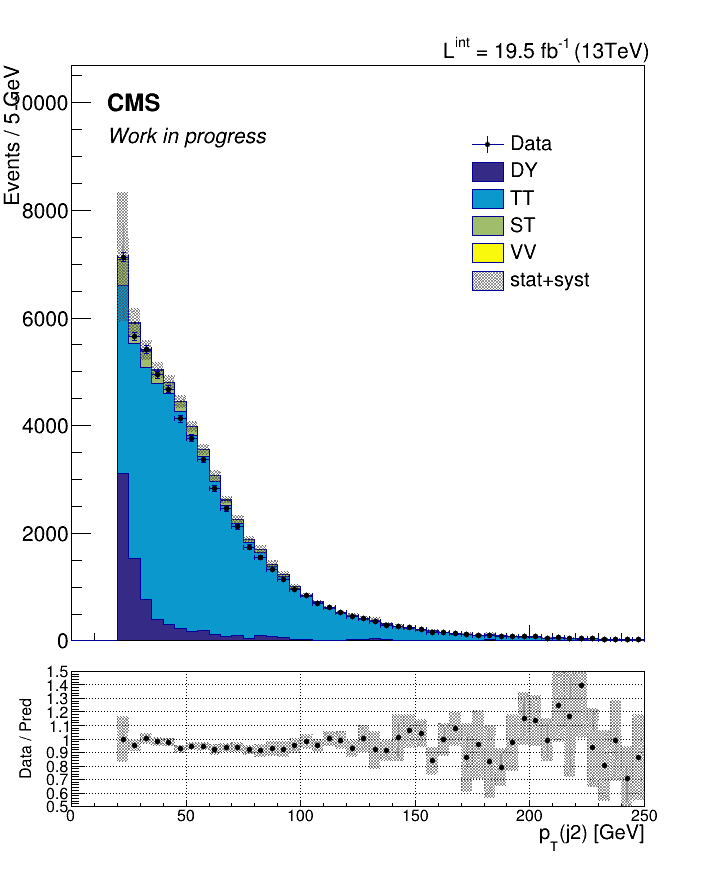 L^int = 19.5 fb^-1 (13TeV)
Events / 5 GeV
10000
8000
6000
4000
2000
0
CMS
Work in progress
Data
DY
TT
ST
VV
stat+syst
Data / Pred
1.5
1.4
1.3
1.2
1.1
1
0.9
0.8
0.7
0.6
0.5
0 50 100 150 200 250
p_T(j2) [GeV]